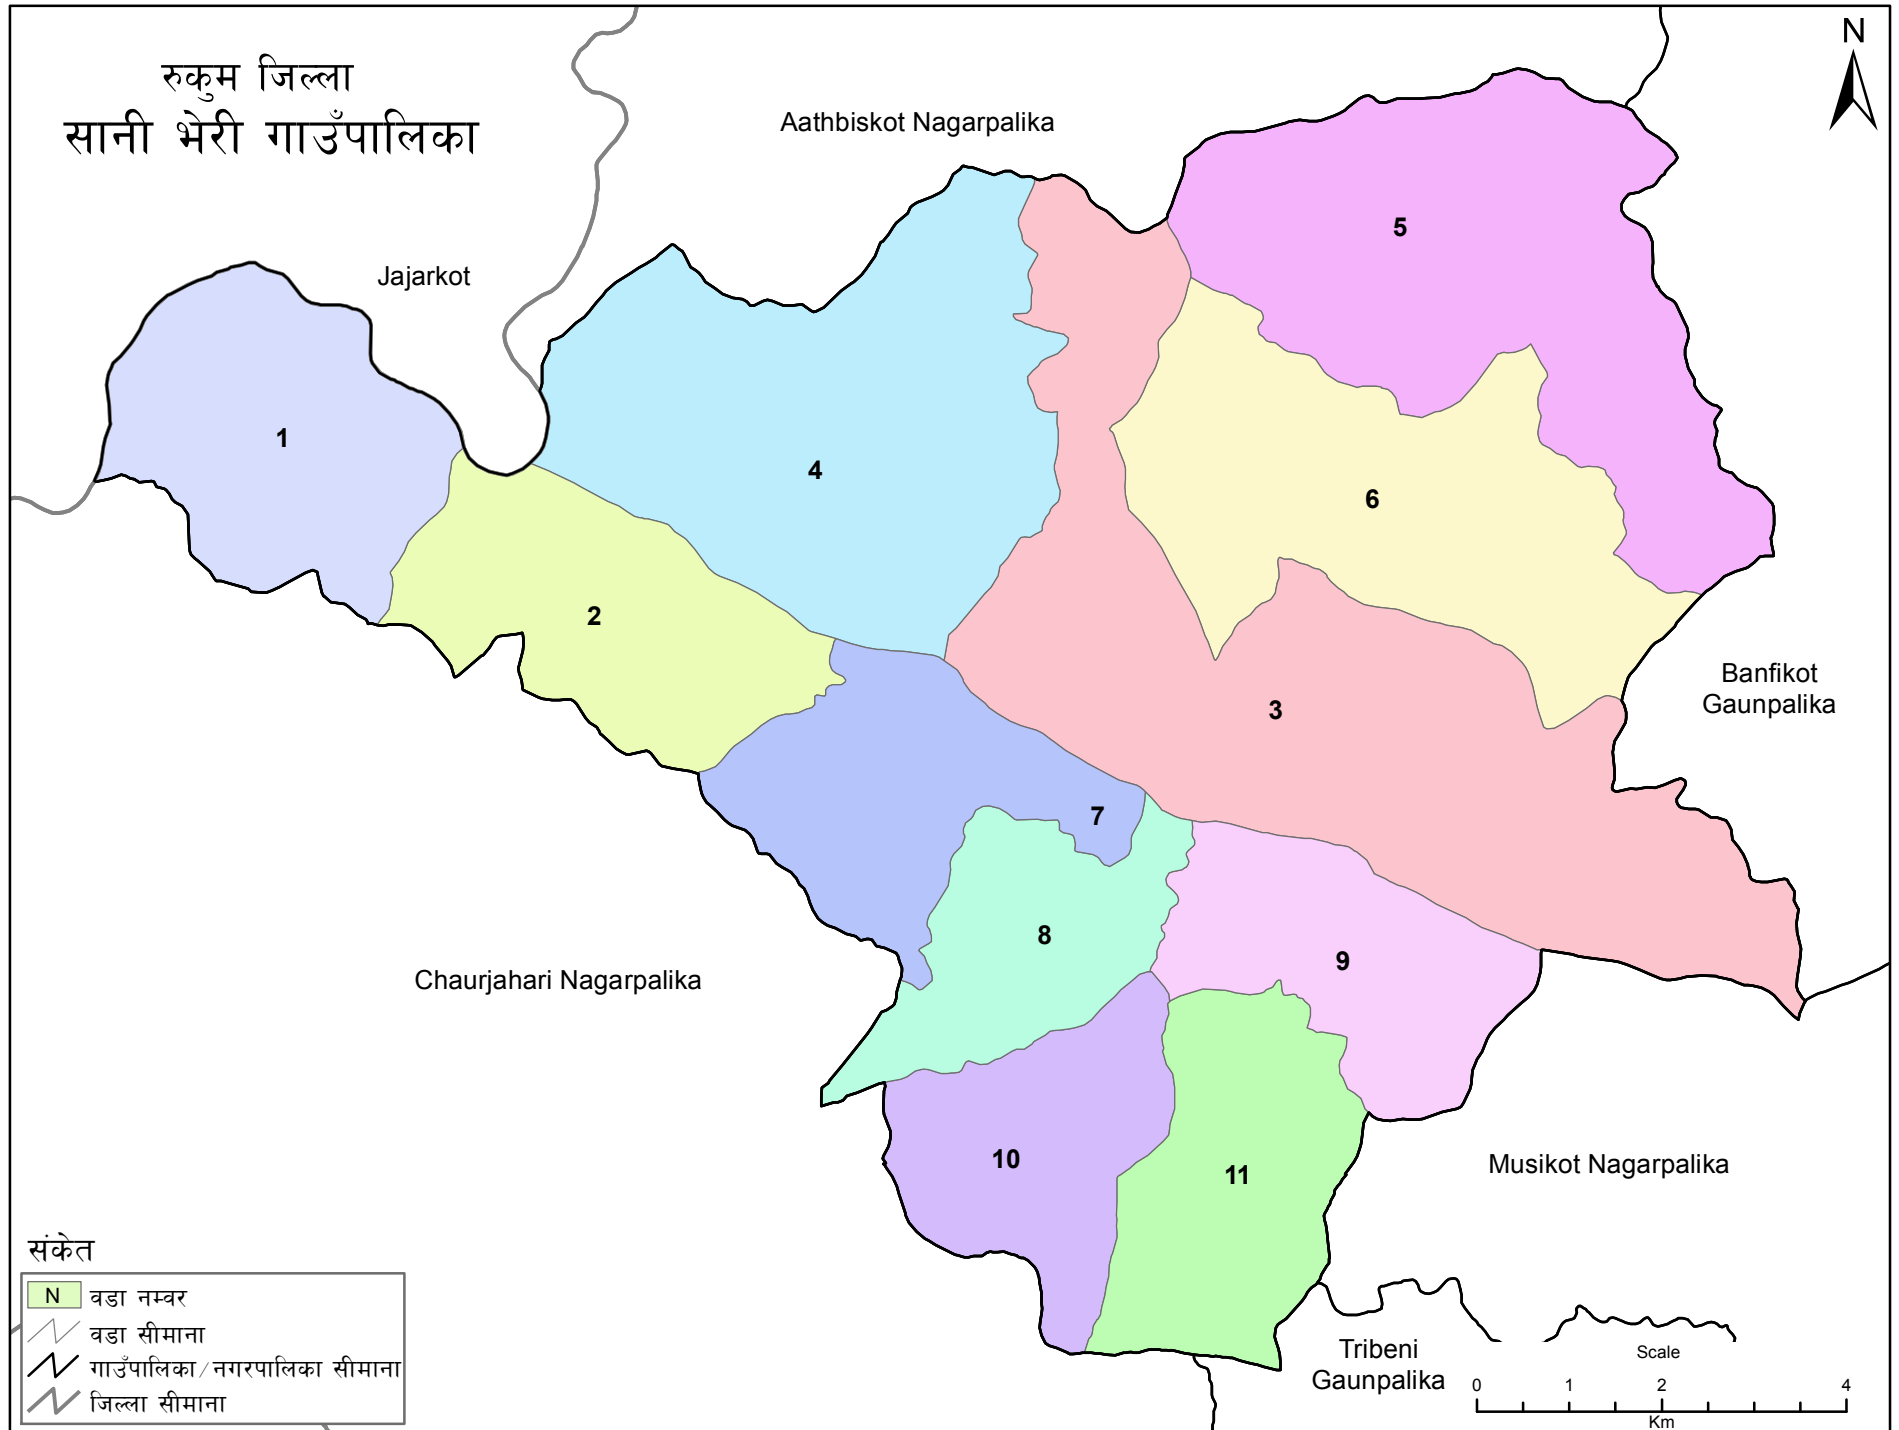 रुकुम जिल्ला
सानी भेरी गाउँपालिका
N
Aathbiskot Nagarpalika
Jajarkot
5
1
4
6
2
Banfikot
Gaunpalika
3
7
8
9
Chaurjahari Nagarpalika
10
11
Musikot Nagarpalika
संकेत
N वडा नम्वर
वडा सीमाना
गाउँपालिका/नगरपालिका सीमाना
जिल्ला सीमाना
Tribeni
Gaunpalika
Scale
0 1 2 4
Km